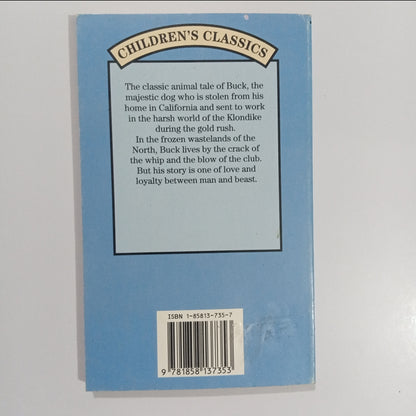 CHILDREN'S CLASSICS
The classic animal tale of Buck, the
majestic dog who is stolen from his
home in California and sent to work
in the harsh world of the Klondike
during the gold rush.
In the frozen wastelands of the
North, Buck lives by the crack of
the whip and the blow of the club.
But his story is one of love and
loyalty between man and beast.
ISBN 1-85813-735-7
9 781858 137353